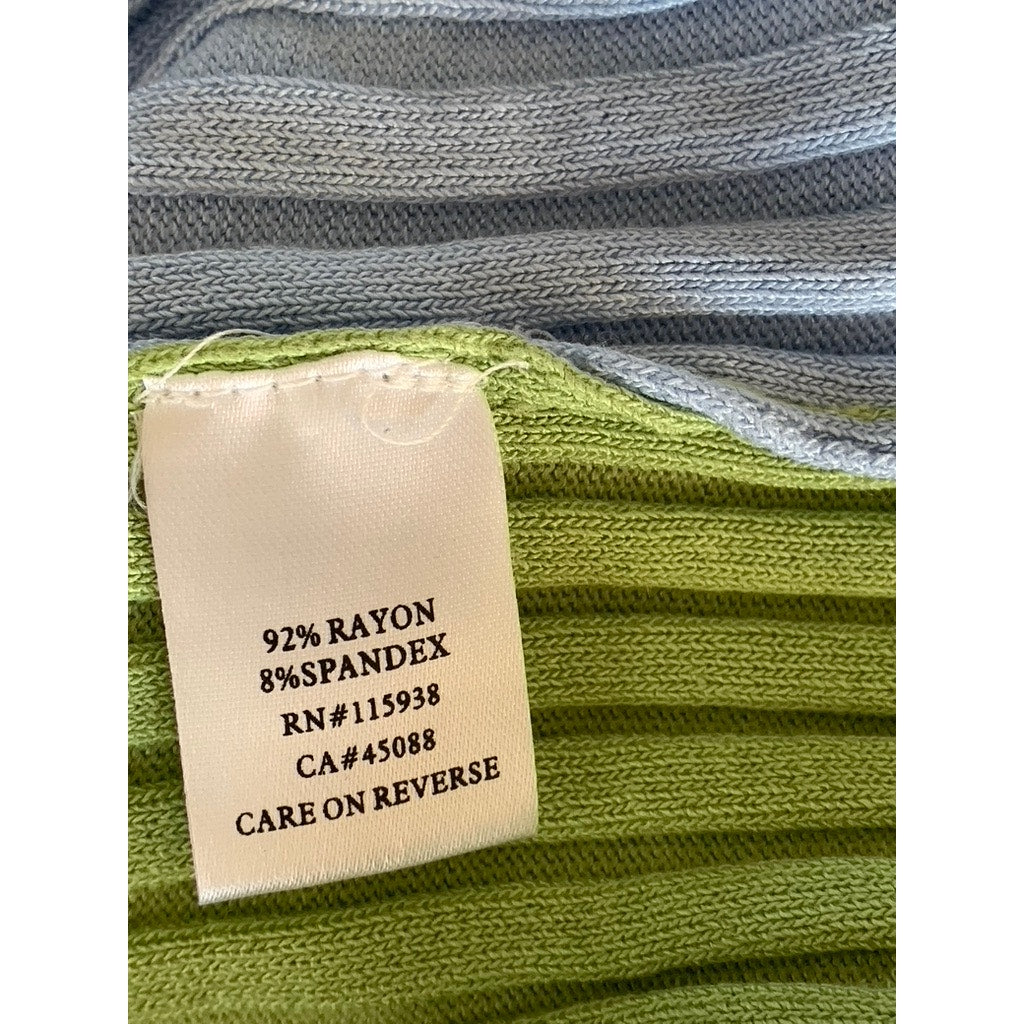 92% RAYON
8%SPANDEX
RN#115938
CA#45088
CARE ON REVERSE